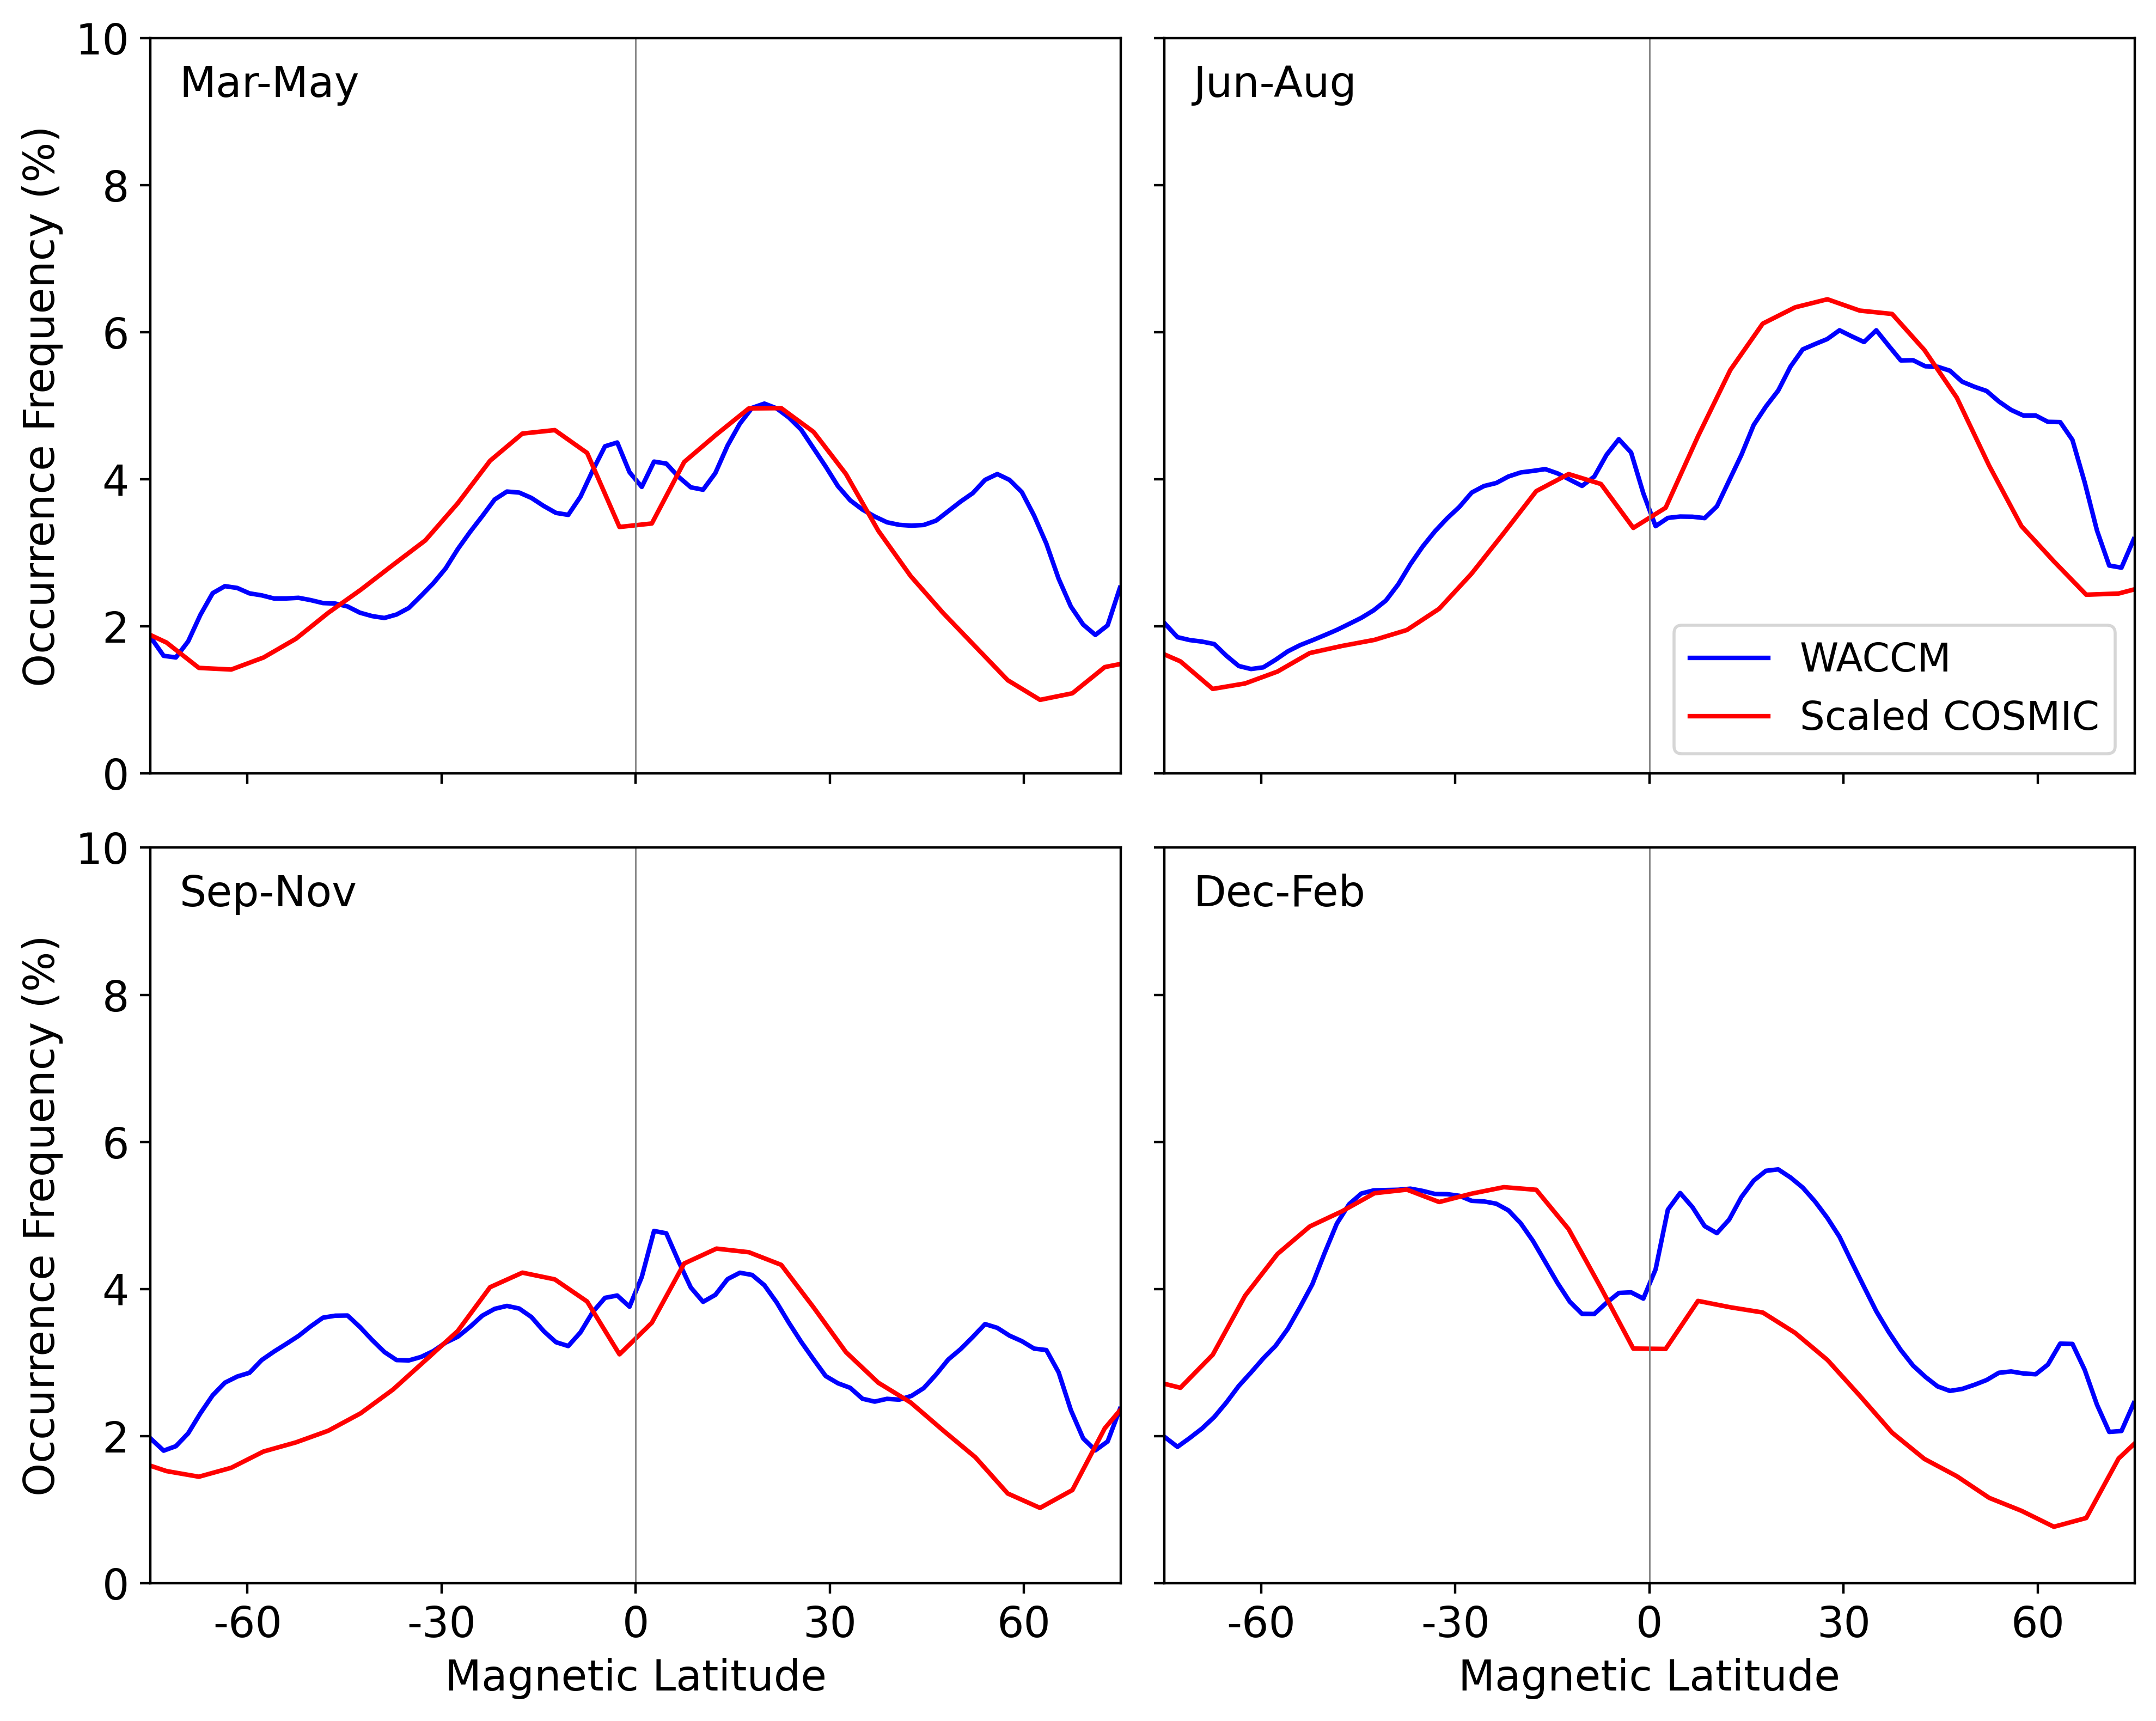 Mar-May
Jun-Aug
10
8
6
4
2
0
Occurrence Frequency (%)
WACCM
Scaled COSMIC
Sep-Nov
Dec-Feb
10
8
6
4
2
0
Occurrence Frequency (%)
-60 -30 0 30 60
-60 -30 0 30 60
Magnetic Latitude
Magnetic Latitude